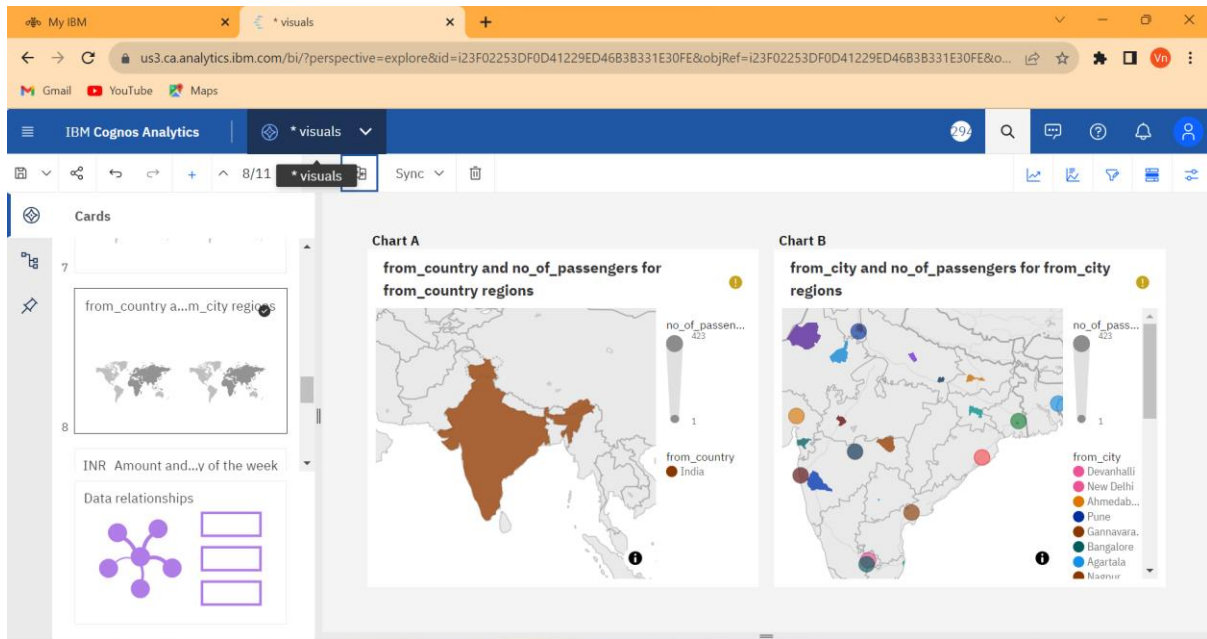 My IBM
* visuals
us3.ca.analytics.ibm.com/bi/?perspective=explore&id=i23F02253DF0D41229ED46B3B331E30FE&objRef=i23F02253DF0D41229ED46B3B331E30FE&o...
Vn
Gmail
YouTube
Maps
IBM Cognos Analytics
* visuals
294
8/11
* visuals
Sync
Cards
7
from_country a...m_city regions
8
INR Amount and...y of the week
Data relationships
Chart A
from_country and no_of_passengers for
from_country regions
no_of_passen...
423
1
from_country
India
Chart B
from_city and no_of_passengers for from_city
regions
no_of_pass...
423
1
from_city
Devanhalli
New Delhi
Ahmedab...
Pune
Gannavara...
Bangalore
Agartala
Nagpur